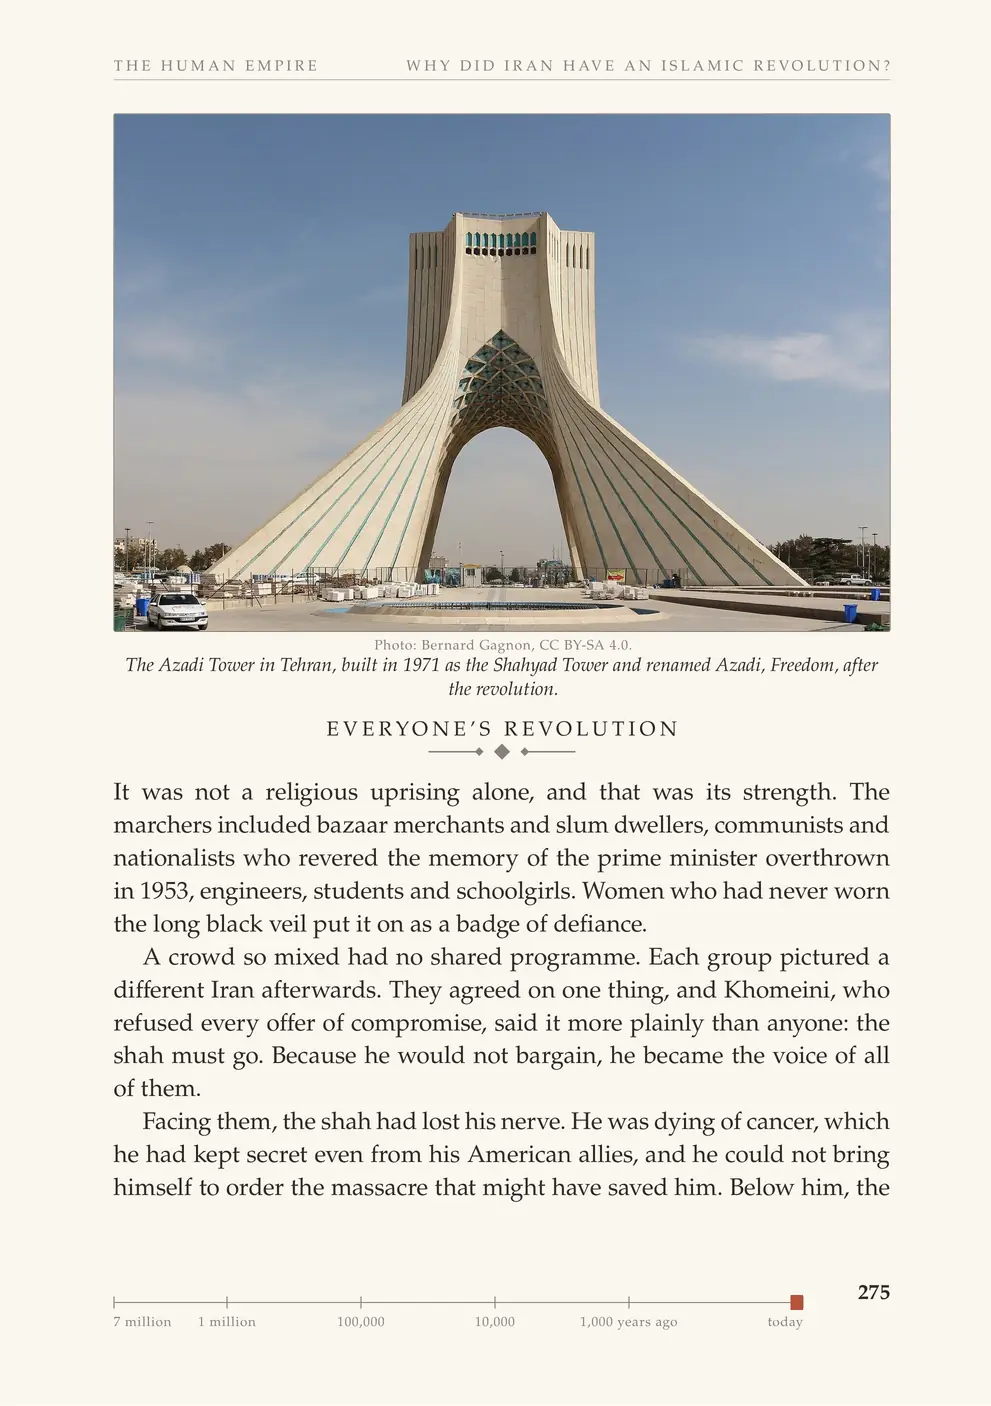 THE HUMAN EMPIRE
WHY DID IRAN HAVE AN ISLAMIC REVOLUTION?
Photo: Bernard Gagnon, CC BY-SA 4.0.
The Azadi Tower in Tehran, built in 1971 as the Shahyad Tower and renamed Azadi, Freedom, after
the revolution.
EVERYONE’S REVOLUTION
It was not a religious uprising alone, and that was its strength. The
marchers included bazaar merchants and slum dwellers, communists and
nationalists who revered the memory of the prime minister overthrown
in 1953, engineers, students and schoolgirls. Women who had never worn
the long black veil put it on as a badge of defiance.
A crowd so mixed had no shared programme. Each group pictured a
different Iran afterwards. They agreed on one thing, and Khomeini, who
refused every offer of compromise, said it more plainly than anyone: the
shah must go. Because he would not bargain, he became the voice of all
of them.
Facing them, the shah had lost his nerve. He was dying of cancer, which
he had kept secret even from his American allies, and he could not bring
himself to order the massacre that might have saved him. Below him, the
275
7 million
1 million
100,000
10,000
1,000 years ago
today